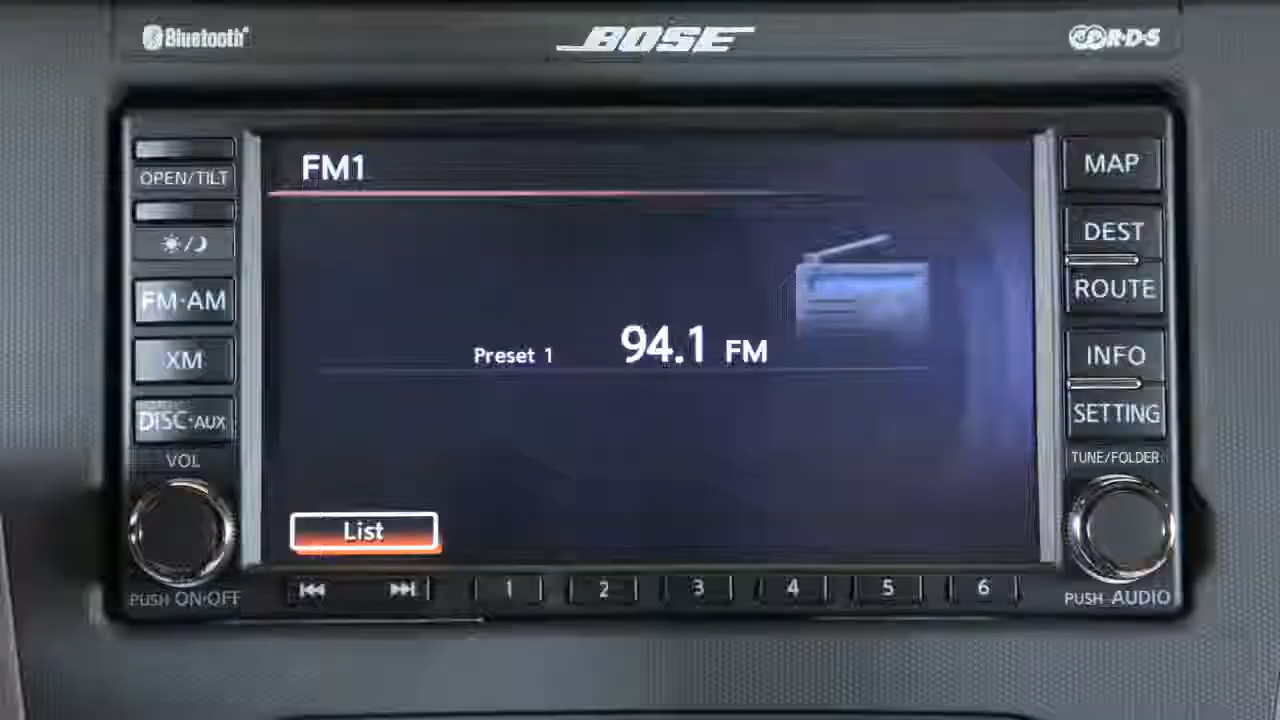 Bluetooth®
BOSE
R·D·S
OPEN/TILT
FM·AM
XM
DISC·AUX
VOL
PUSH ON·OFF
FM1
Preset 1 94.1 FM
List
1 2 3 4 5 6
MAP
DEST
ROUTE
INFO
SETTING
TUNE/FOLDER
PUSH AUDIO